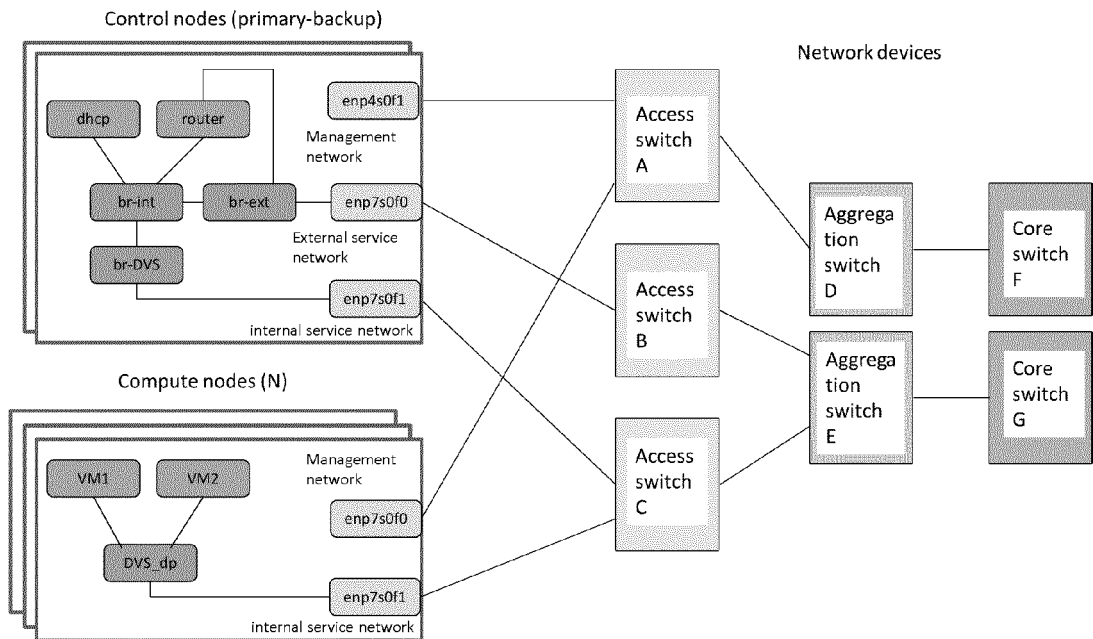 Control nodes (primary-backup)
Network devices
enp4s0f1
dhcp
router
Management
network
br-int
br-ext
enp7s0f0
External service
network
br-DVS
enp7s0f1
internal service network
Compute nodes (N)
Management
network
VM1
VM2
enp7s0f0
DVS_dp
enp7s0f1
internal service network
Access
switch
A
Access
switch
B
Access
switch
C
Aggrega
tion
switch
D
Aggrega
tion
switch
E
Core
switch
F
Core
switch
G